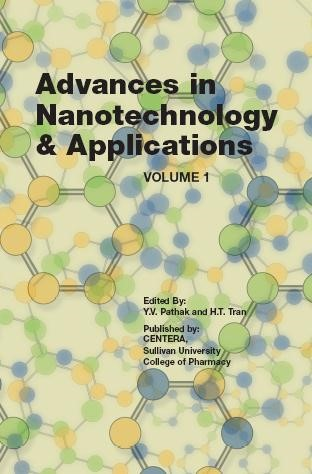 Advances in
Nanotechnology
& Applications
VOLUME 1
Edited By:
Y.V. Pathak and H.T. Tran
Published by:
CENTERA,
Sullivan University
College of Pharmacy